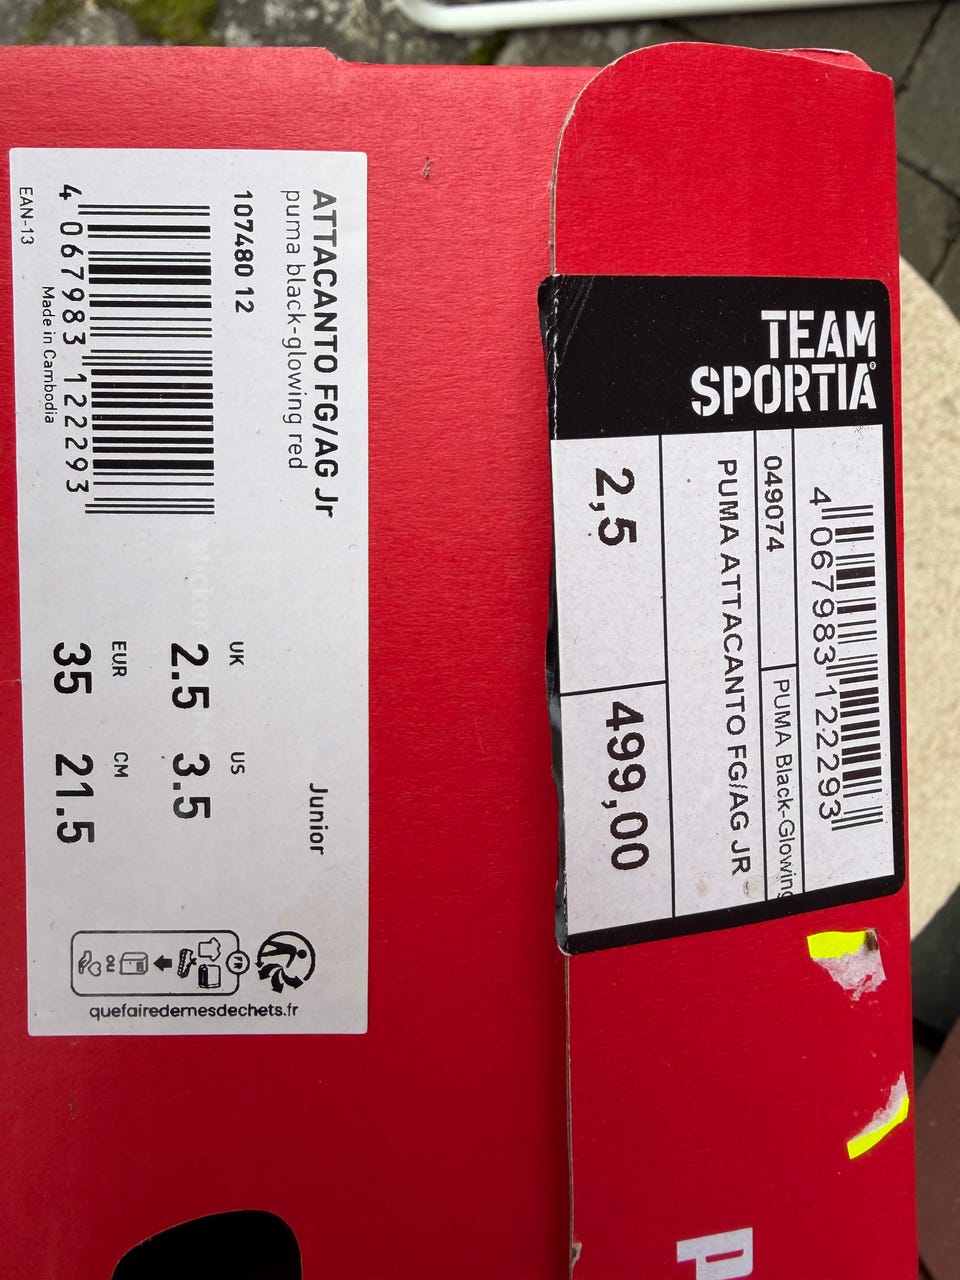 ATTACANTO FG/AG Jr
puma black-glowing red
107480 12
4 067983 122293
EAN-13
Made in Cambodia
Junior
UK US
2.5 3.5
EUR CM
35 21.5
FR
OU
quefairedemesdechets.fr
TEAM
SPORTIA
4 067983 122293
049074 PUMA Black-Glowing
PUMA ATTACANTO FG/AG JR
2,5 499,00